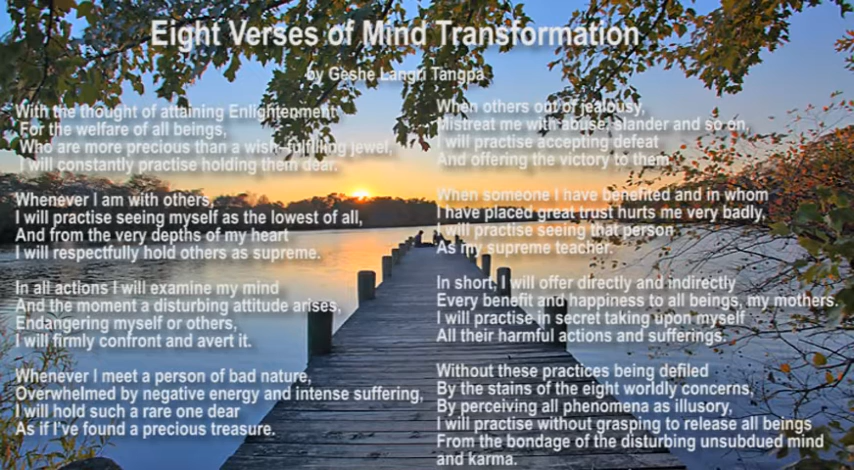 Eight Verses of Mind Transformation
by Geshe Langri Tangpa
With the thought of attaining Enlightenment
For the welfare of all beings,
Who are more precious than a wish-fulfilling jewel,
I will constantly practise holding them dear.
Whenever I am with others,
I will practise seeing myself as the lowest of all,
And from the very depths of my heart
I will respectfully hold others as supreme.
In all actions I will examine my mind
And the moment a disturbing attitude arises,
Endangering myself or others,
I will firmly confront and avert it.
Whenever I meet a person of bad nature,
Overwhelmed by negative energy and intense suffering,
I will hold such a rare one dear
As if I've found a precious treasure.
When others out of jealousy,
Mistreat me with abuse, slander and so on,
I will practise accepting defeat
And offering the victory to them.
When someone I have benefited and in whom
I have placed great trust hurts me very badly,
I will practise seeing that person
As my supreme teacher.
In short, I will offer directly and indirectly
Every benefit and happiness to all beings, my mothers.
I will practise in secret taking upon myself
All their harmful actions and sufferings.
Without these practices being defiled
By the stains of the eight worldly concerns,
By perceiving all phenomena as illusory,
I will practise without grasping to release all beings
From the bondage of the disturbing unsubdued mind
and karma.